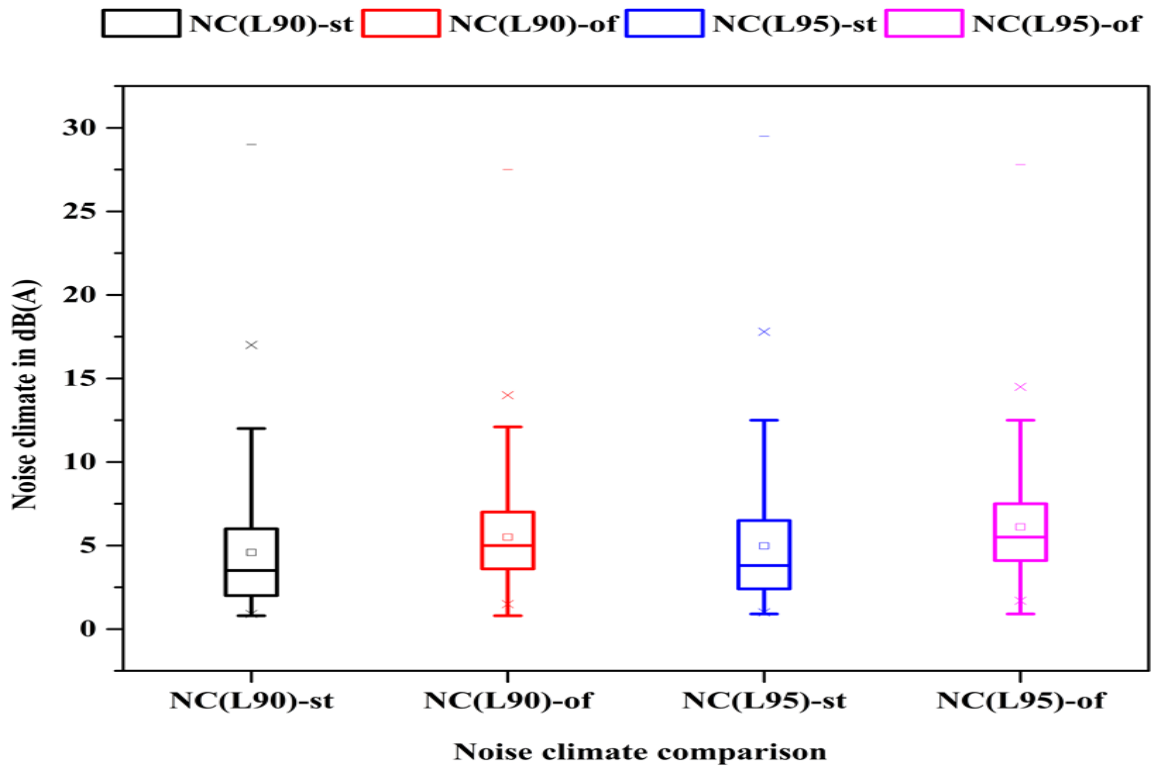 NC(L90)-st NC(L90)-of NC(L95)-st NC(L95)-of
30
25
20
15
10
5
0
Noise climate in dB(A)
NC(L90)-st NC(L90)-of NC(L95)-st NC(L95)-of
Noise climate comparison